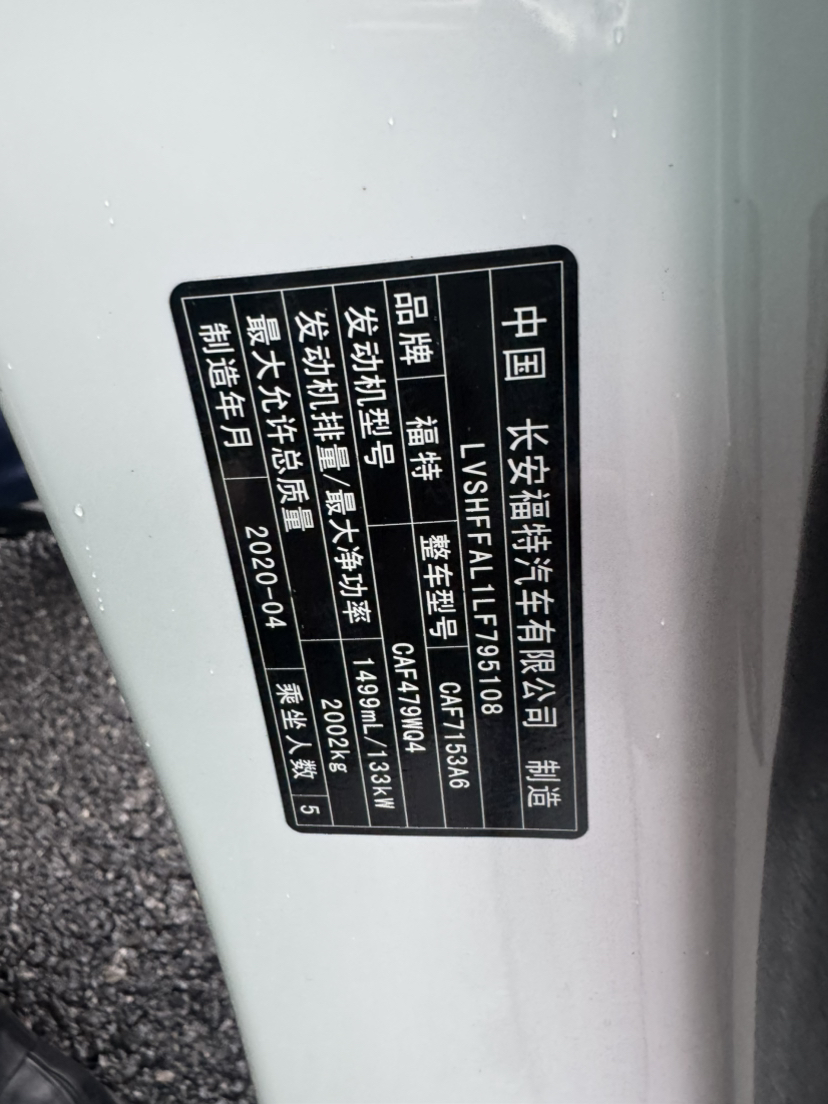 中国 长安福特汽车有限公司 制造
LVSHFFAL1LF795108
品牌 福特 整车型号 CAF7153A6
发动机型号 CAF479WQ4
发动机排量/最大净功率 1499mL/133kW
最大允许总质量 2002kg
制造年月 2020-04 乘坐人数 5